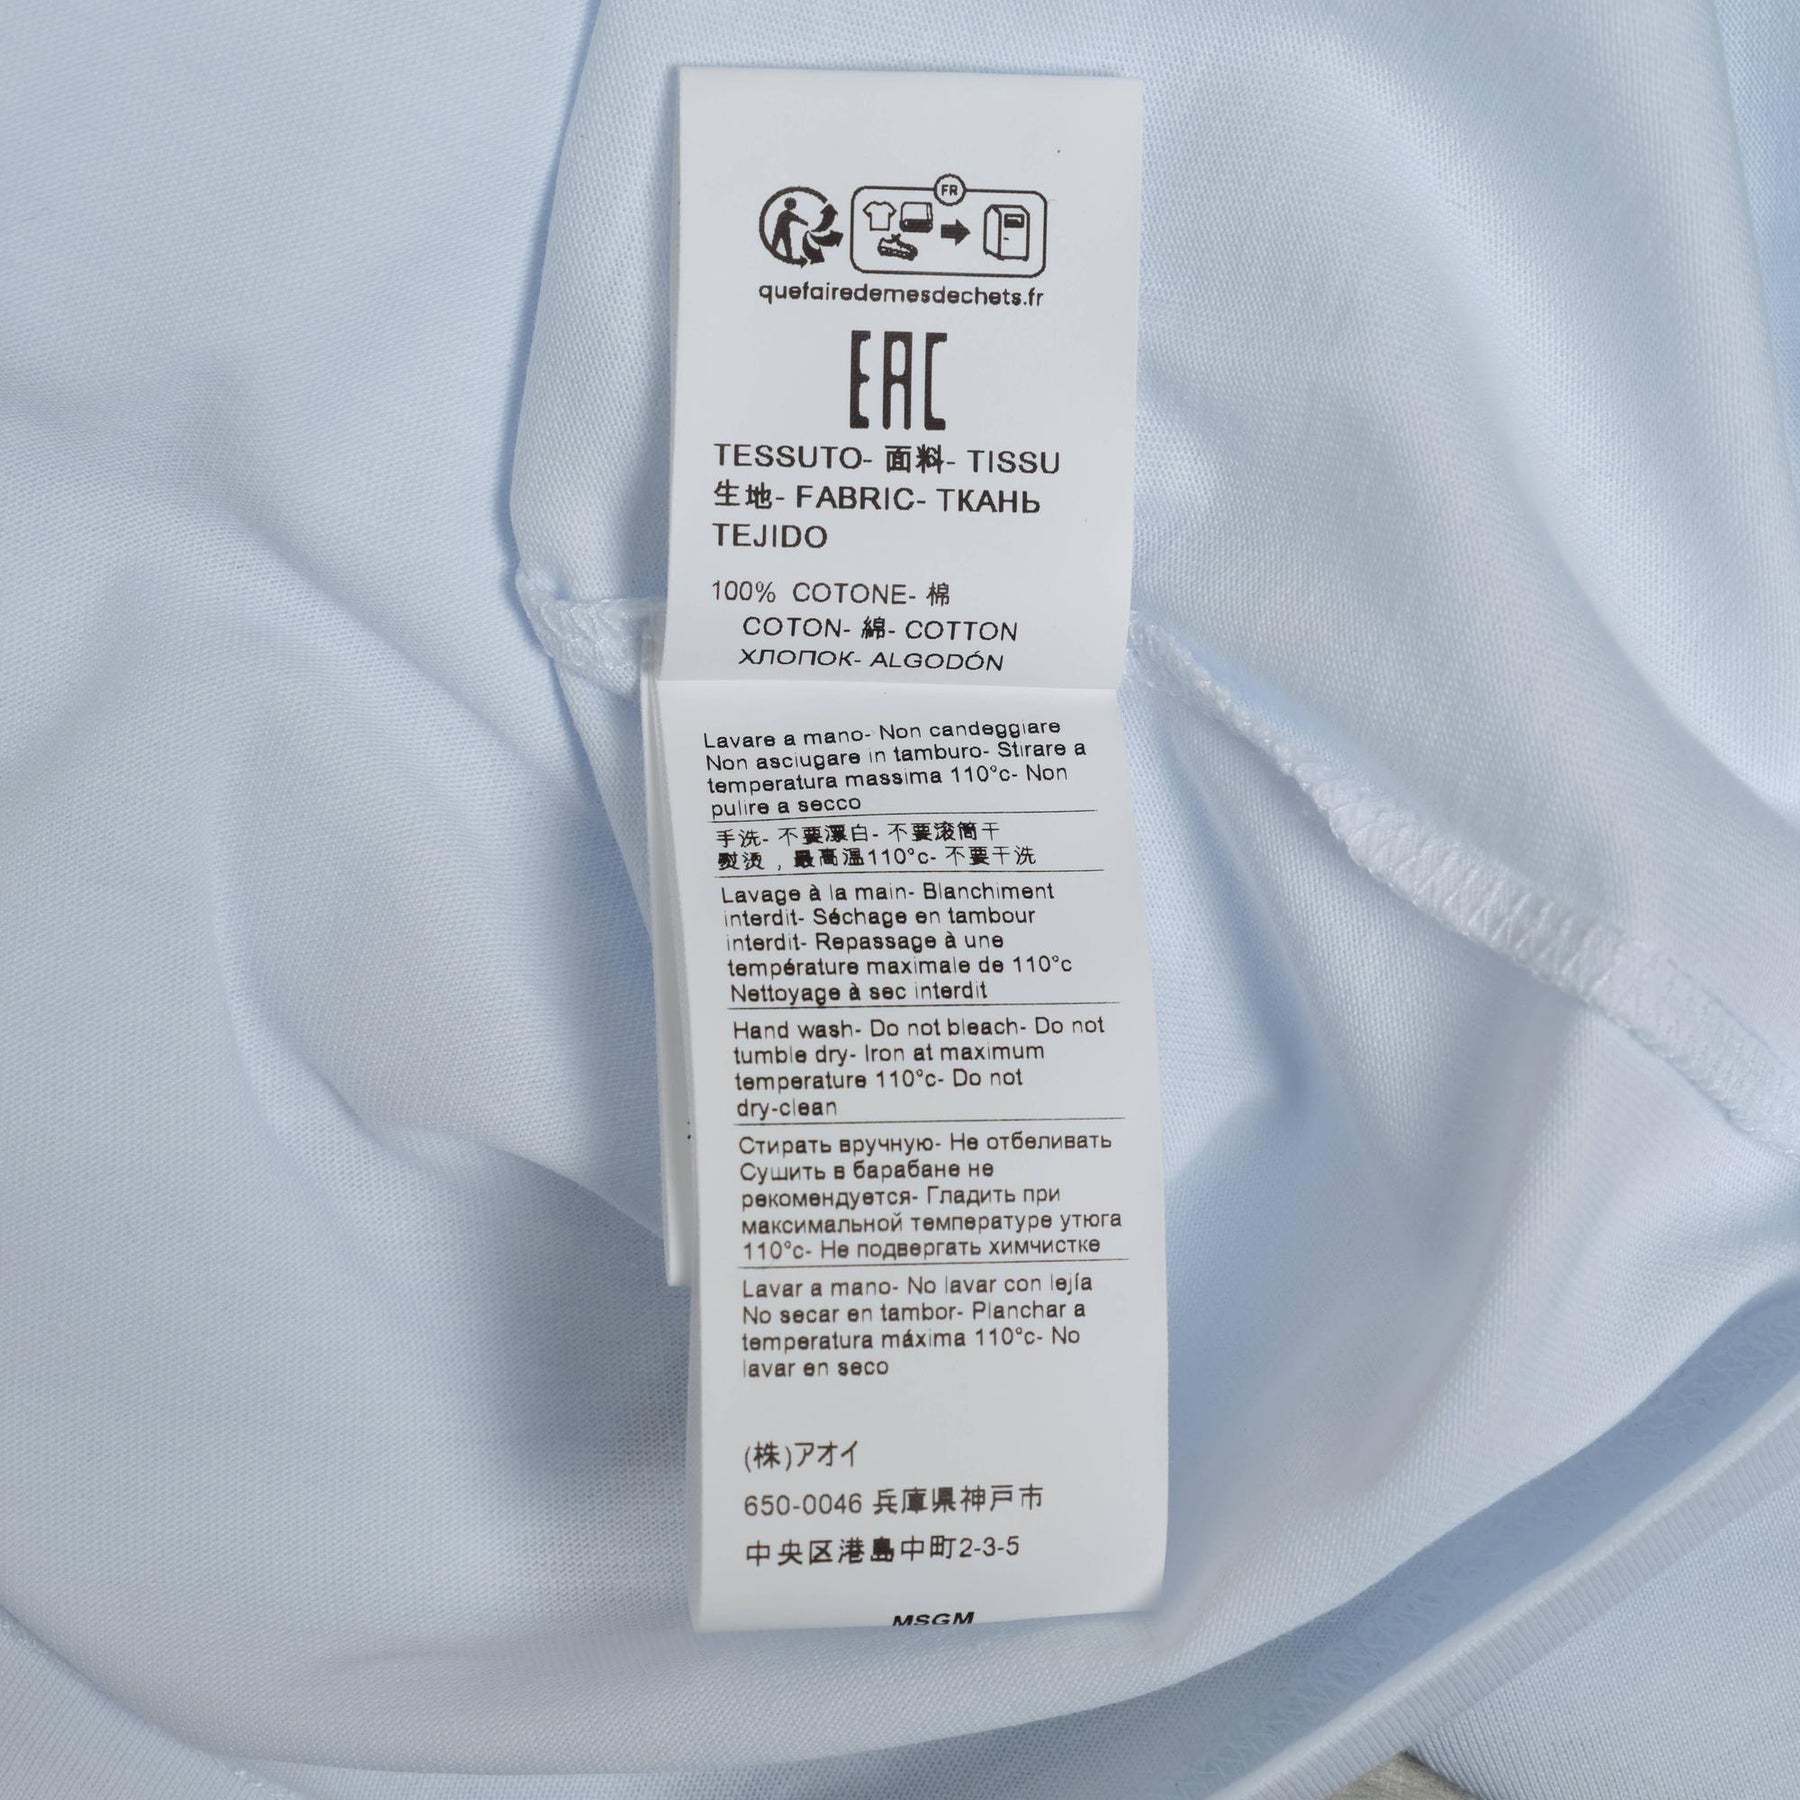 FR
quefairedemesdechets.fr
EAC
TESSUTO- 面料- TISSU
生地- FABRIC- ТКАНЬ
TEJIDO
100% COTONE- 棉
COTON- 綿- COTTON
ХЛОПОК- ALGODÓN
Lavare a mano- Non candeggiare
Non asciugare in tamburo- Stirare a
temperatura massima 110°c- Non
pulire a secco
手洗- 不要漂白- 不要滚筒干
熨烫 , 最高温110°c- 不要干洗
Lavage à la main- Blanchiment
interdit- Séchage en tambour
interdit- Repassage à une
température maximale de 110°c
Nettoyage à sec interdit
Hand wash- Do not bleach- Do not
tumble dry- Iron at maximum
temperature 110°c- Do not
dry-clean
Стирать вручную- Не отбеливать
Сушить в барабане не
рекомендуется- Гладить при
максимальной температуре утюга
110°c- Не подвергать химчистке
Lavar a mano- No lavar con lejía
No secar en tambor- Planchar a
temperatura máxima 110°c- No
lavar en seco
(株)アオイ
650-0046 兵庫県神戸市
中央区港島中町2-3-5
MSGM